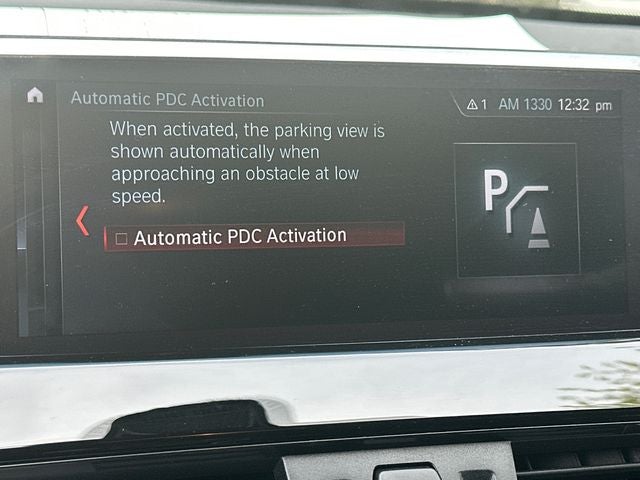 Automatic PDC Activation
1 AM 1330 12:32 pm
When activated, the parking view is
shown automatically when
approaching an obstacle at low
speed.
P
Automatic PDC Activation